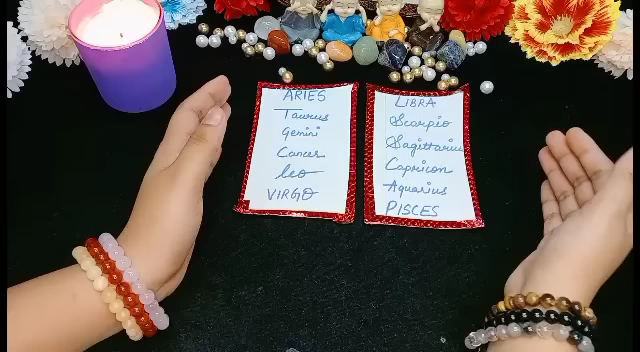 ARIES
Taurus
Gemini
Cancer
leo
VIRGO
LIBRA
Scorpio
Sagittarius
Capricon
Aquarius
PISCES